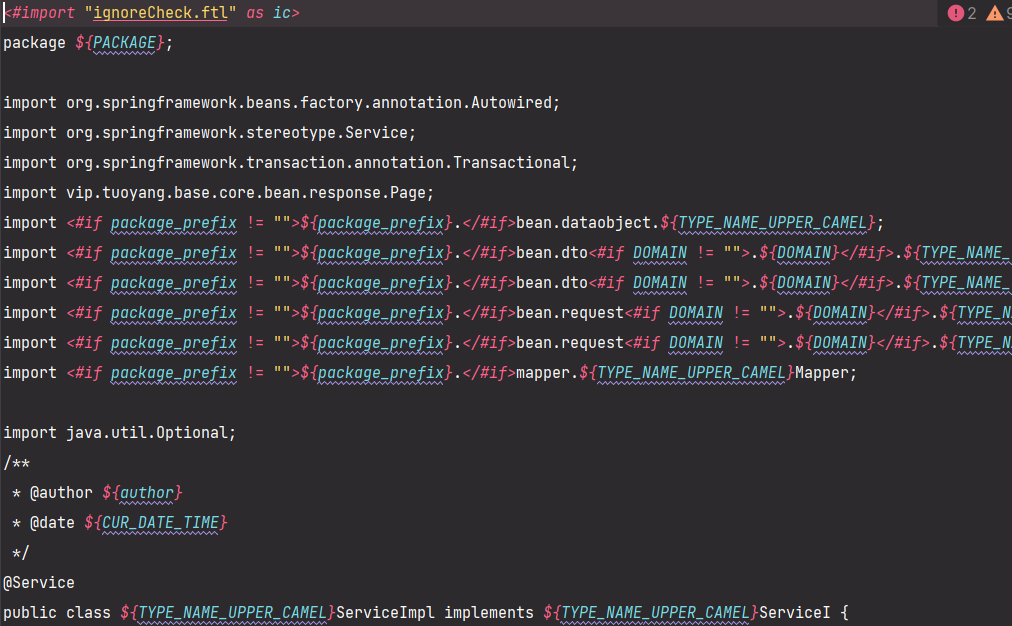 <#import "ignoreCheck.ftl" as ic>
2 9
package ${PACKAGE};
import org.springframework.beans.factory.annotation.Autowired;
import org.springframework.stereotype.Service;
import org.springframework.transaction.annotation.Transactional;
import vip.tuoyang.base.core.bean.response.Page;
import <#if package_prefix != "">${package_prefix}.</#if>bean.dataobject.${TYPE_NAME_UPPER_CAMEL};
import <#if package_prefix != "">${package_prefix}.</#if>bean.dto<#if DOMAIN != "">.${DOMAIN}</#if>.${TYPE_NAME_
import <#if package_prefix != "">${package_prefix}.</#if>bean.dto<#if DOMAIN != "">.${DOMAIN}</#if>.${TYPE_NAME_
import <#if package_prefix != "">${package_prefix}.</#if>bean.request<#if DOMAIN != "">.${DOMAIN}</#if>.${TYPE_N
import <#if package_prefix != "">${package_prefix}.</#if>bean.request<#if DOMAIN != "">.${DOMAIN}</#if>.${TYPE_N
import <#if package_prefix != "">${package_prefix}.</#if>mapper.${TYPE_NAME_UPPER_CAMEL}Mapper;
import java.util.Optional;
/**
 * @author ${author}
 * @date ${CUR_DATE_TIME}
 */
@Service
public class ${TYPE_NAME_UPPER_CAMEL}ServiceImpl implements ${TYPE_NAME_UPPER_CAMEL}ServiceI {